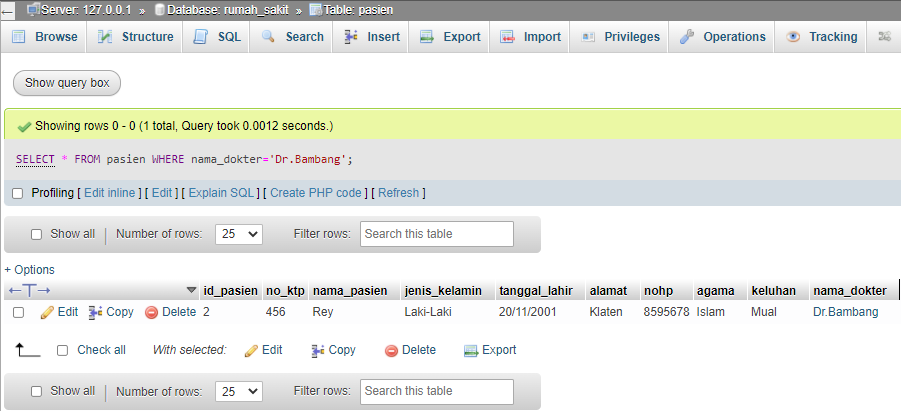 Server: 127.0.0.1 » Database: rumah_sakit » Table: pasien
Browse Structure SQL Search Insert Export Import Privileges Operations Tracking
Show query box
Showing rows 0 - 0 (1 total, Query took 0.0012 seconds.)
SELECT * FROM pasien WHERE nama_dokter='Dr.Bambang';
Profiling [ Edit inline ] [ Edit ] [ Explain SQL ] [ Create PHP code ] [ Refresh ]
Show all Number of rows: 25 Filter rows: Search this table
+ Options
←T→ id_pasien no_ktp nama_pasien jenis_kelamin tanggal_lahir alamat nohp agama keluhan nama_dokter
Edit Copy Delete 2 456 Rey Laki-Laki 20/11/2001 Klaten 8595678 Islam Mual Dr.Bambang
Check all With selected: Edit Copy Delete Export
Show all Number of rows: 25 Filter rows: Search this table